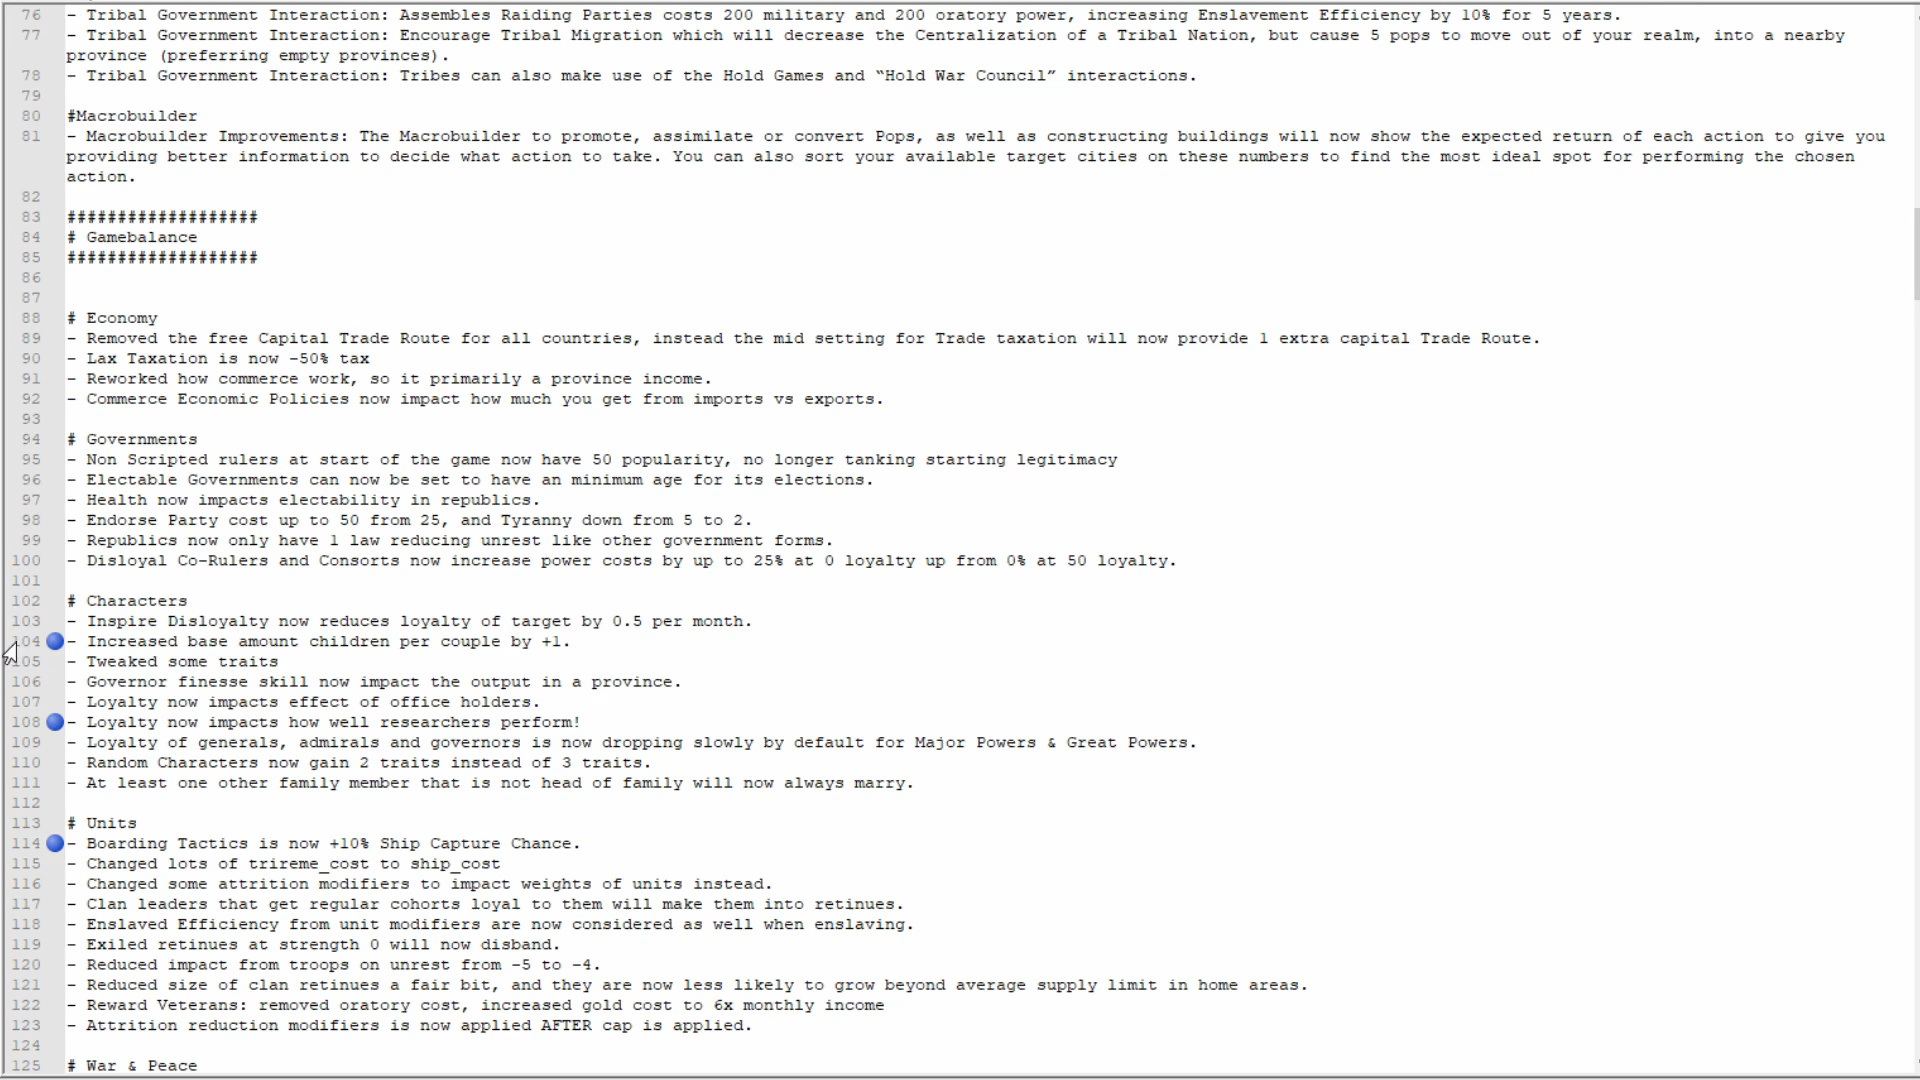 76 - Tribal Government Interaction: Assembles Raiding Parties costs 200 military and 200 oratory power, increasing Enslavement Efficiency by 10% for 5 years.
77 - Tribal Government Interaction: Encourage Tribal Migration which will decrease the Centralization of a Tribal Nation, but cause 5 pops to move out of your realm, into a nearby
province (preferring empty provinces).
78 - Tribal Government Interaction: Tribes can also make use of the Hold Games and “Hold War Council” interactions.
79
80 #Macrobuilder
81 - Macrobuilder Improvements: The Macrobuilder to promote, assimilate or convert Pops, as well as constructing buildings will now show the expected return of each action to give you
providing better information to decide what action to take. You can also sort your available target cities on these numbers to find the most ideal spot for performing the chosen
action.
82
83 ###################
84 # Gamebalance
85 ###################
86
87
88 # Economy
89 - Removed the free Capital Trade Route for all countries, instead the mid setting for Trade taxation will now provide 1 extra capital Trade Route.
90 - Lax Taxation is now -50% tax
91 - Reworked how commerce work, so it primarily a province income.
92 - Commerce Economic Policies now impact how much you get from imports vs exports.
93
94 # Governments
95 - Non Scripted rulers at start of the game now have 50 popularity, no longer tanking starting legitimacy
96 - Electable Governments can now be set to have an minimum age for its elections.
97 - Health now impacts electability in republics.
98 - Endorse Party cost up to 50 from 25, and Tyranny down from 5 to 2.
99 - Republics now only have 1 law reducing unrest like other government forms.
100 - Disloyal Co-Rulers and Consorts now increase power costs by up to 25% at 0 loyalty up from 0% at 50 loyalty.
101
102 # Characters
103 - Inspire Disloyalty now reduces loyalty of target by 0.5 per month.
104 - Increased base amount children per couple by +1.
105 - Tweaked some traits
106 - Governor finesse skill now impact the output in a province.
107 - Loyalty now impacts effect of office holders.
108 - Loyalty now impacts how well researchers perform!
109 - Loyalty of generals, admirals and governors is now dropping slowly by default for Major Powers & Great Powers.
110 - Random Characters now gain 2 traits instead of 3 traits.
111 - At least one other family member that is not head of family will now always marry.
112
113 # Units
114 - Boarding Tactics is now +10% Ship Capture Chance.
115 - Changed lots of trireme_cost to ship_cost
116 - Changed some attrition modifiers to impact weights of units instead.
117 - Clan leaders that get regular cohorts loyal to them will make them into retinues.
118 - Enslaved Efficiency from unit modifiers are now considered as well when enslaving.
119 - Exiled retinues at strength 0 will now disband.
120 - Reduced impact from troops on unrest from -5 to -4.
121 - Reduced size of clan retinues a fair bit, and they are now less likely to grow beyond average supply limit in home areas.
122 - Reward Veterans: removed oratory cost, increased gold cost to 6x monthly income
123 - Attrition reduction modifiers is now applied AFTER cap is applied.
124
125 # War & Peace